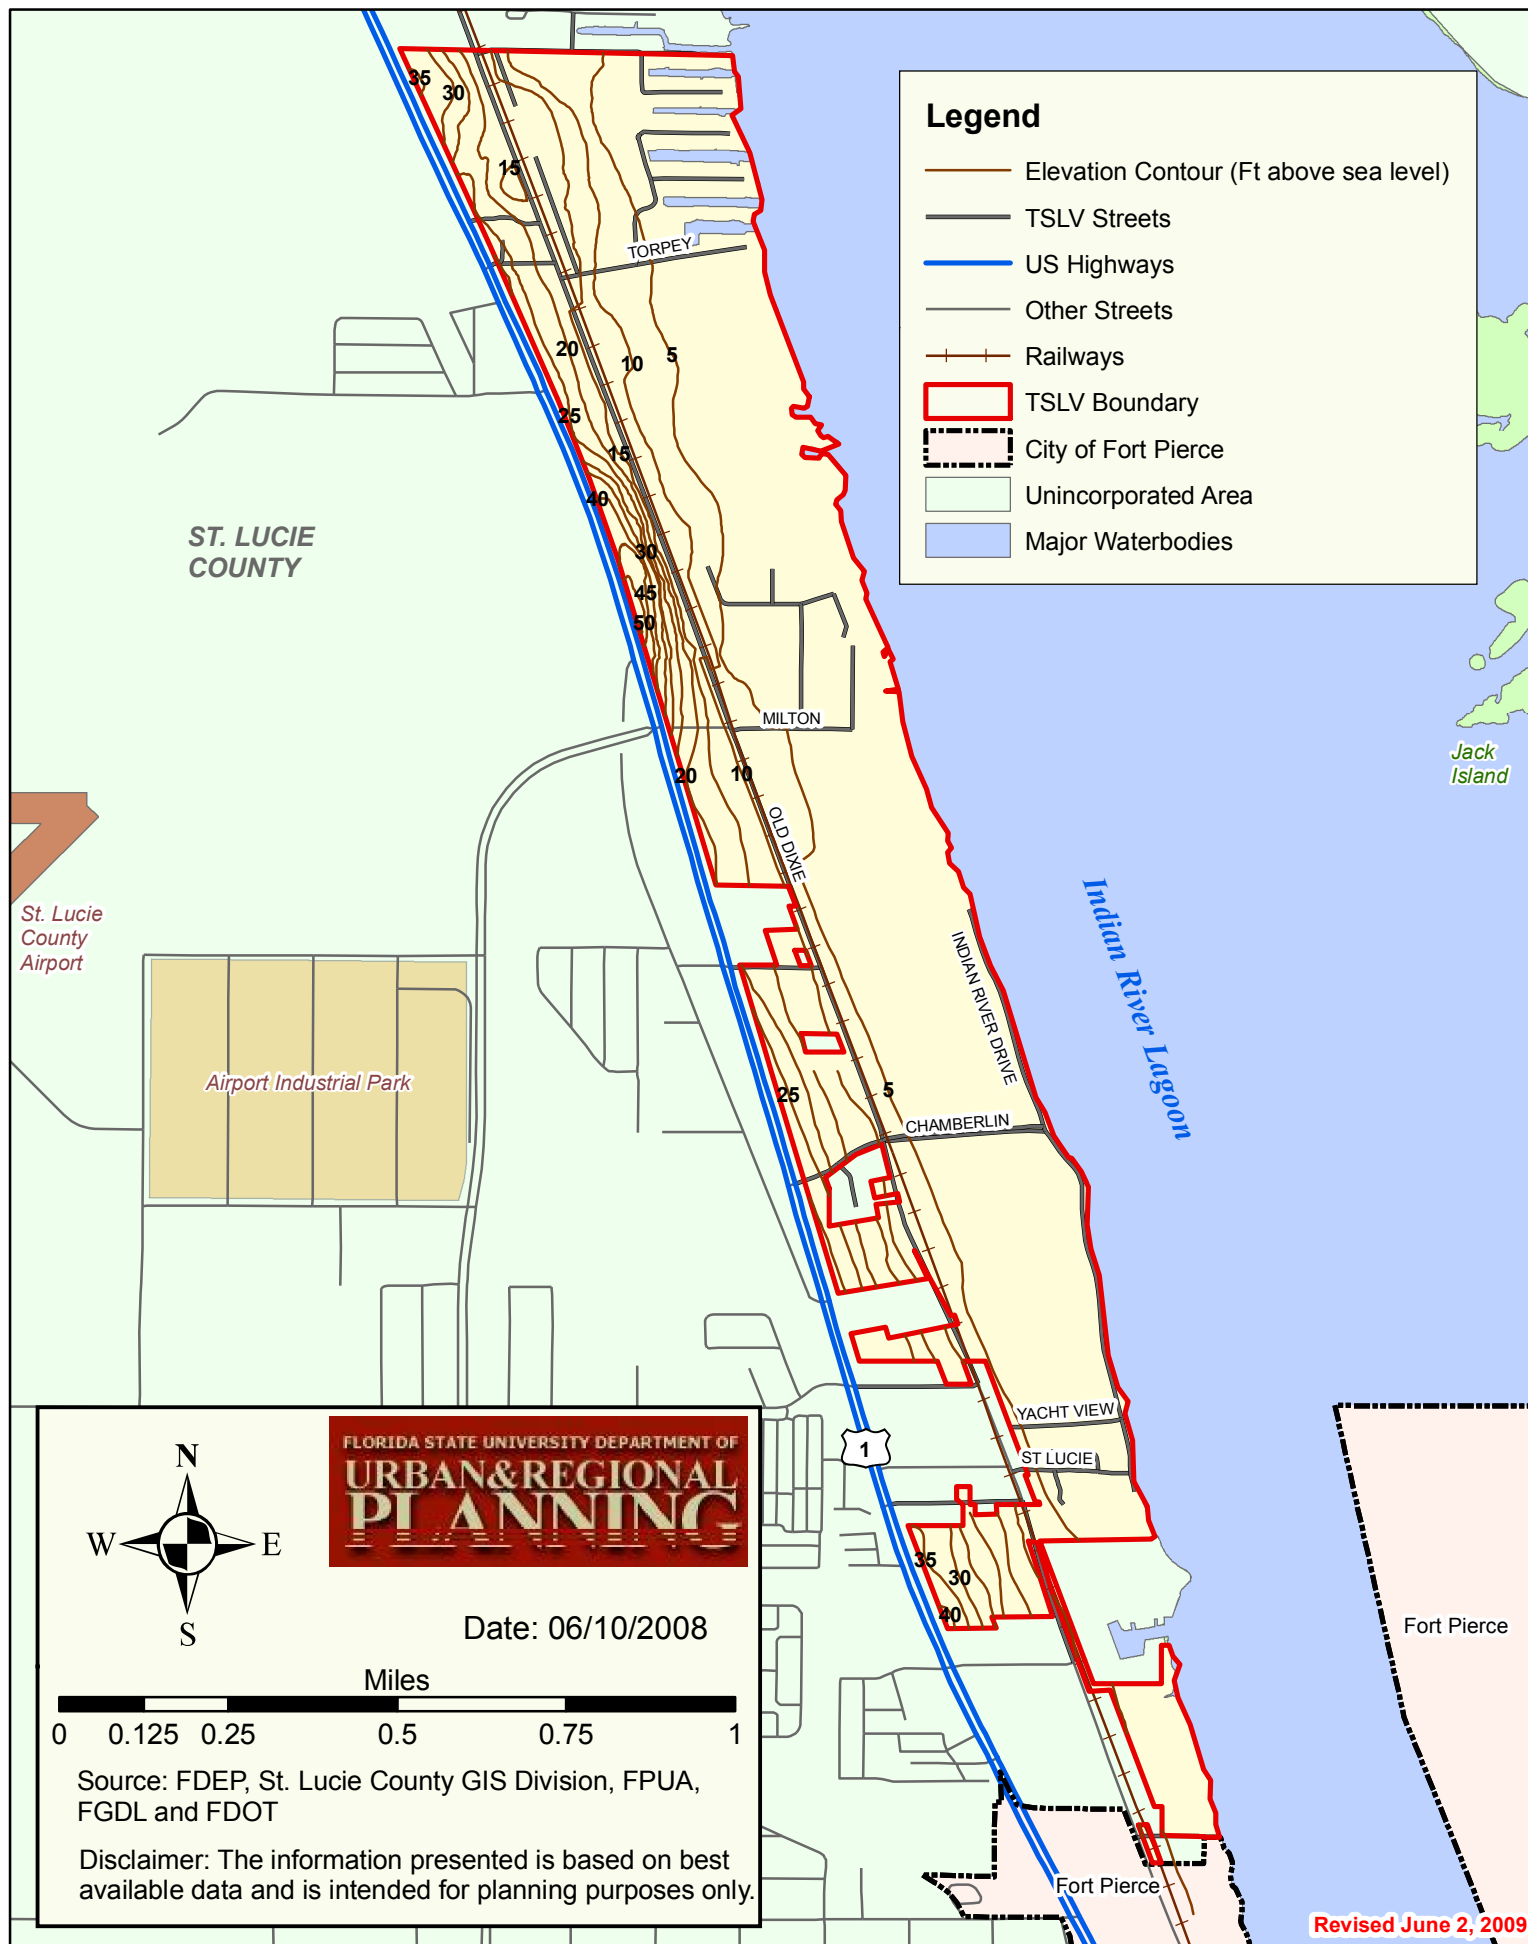 35
30
15
TORPEY
20
10
5
25
15
40
30
45
50
MILTON
20
10
OLD DIXIE
INDIAN RIVER DRIVE
25
5
CHAMBERLIN
YACHT VIEW
ST LUCIE
1
35
30
40
ST. LUCIE
COUNTY
St. Lucie
County
Airport
Airport Industrial Park
Indian River Lagoon
Jack
Island
Fort Pierce
Fort Pierce
Legend
Elevation Contour (Ft above sea level)
TSLV Streets
US Highways
Other Streets
Railways
TSLV Boundary
City of Fort Pierce
Unincorporated Area
Major Waterbodies
N
W E
S
FLORIDA STATE UNIVERSITY DEPARTMENT OF
URBAN&REGIONAL
PLANNING
Date: 06/10/2008
Miles
0 0.125 0.25 0.5 0.75 1
Source: FDEP, St. Lucie County GIS Division, FPUA,
FGDL and FDOT
Disclaimer: The information presented is based on best
available data and is intended for planning purposes only.
Revised June 2, 2009